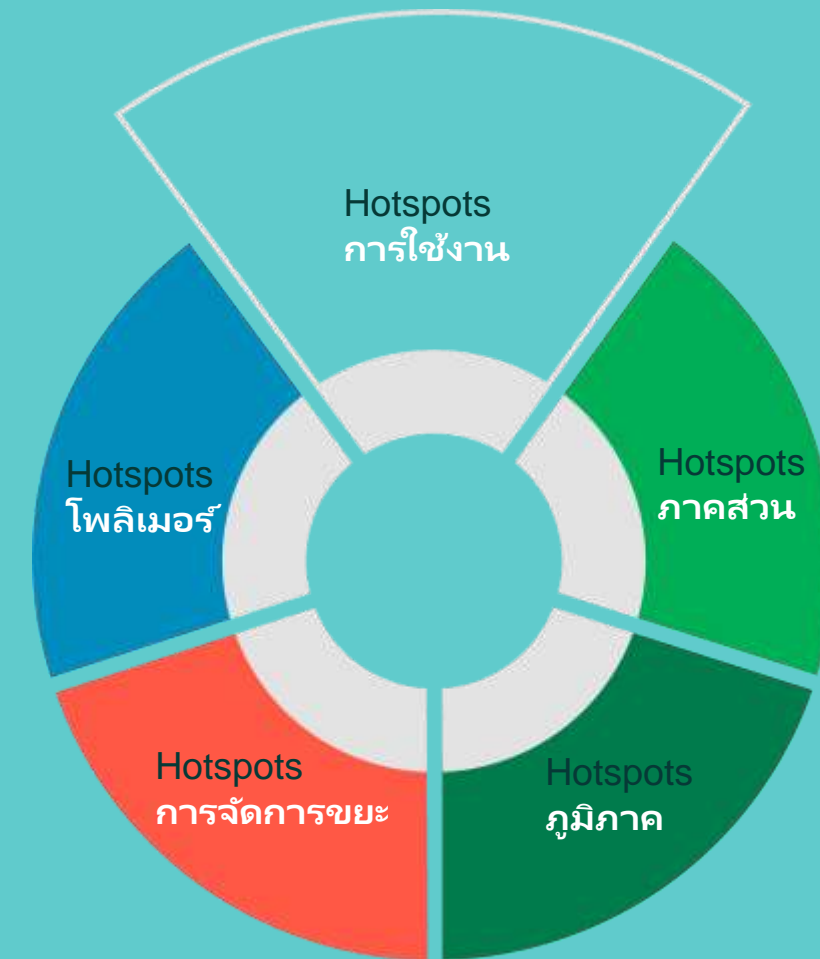 Hotspots
การใช้งาน
Hotspots
ภาคส่วน
Hotspots
โพลิเมอร์
Hotspots
การจัดการขยะ
Hotspots
ภูมิภาค